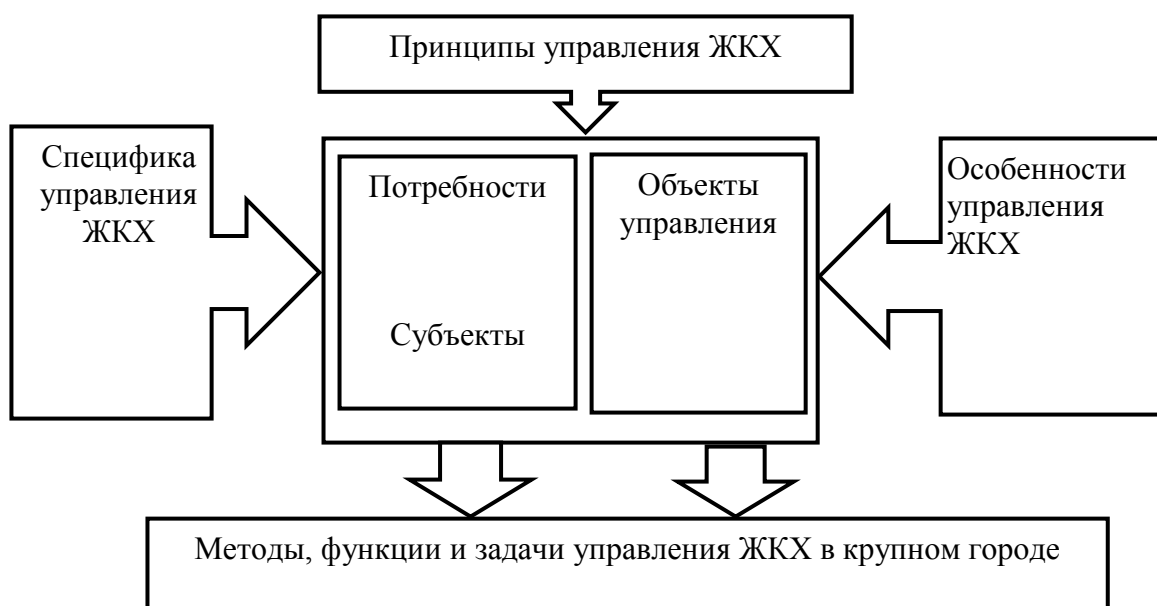 Принципы управления ЖКХ
Специфика
управления
ЖКХ
Потребности
Субъекты
Объекты
управления
Особенности
управления
ЖКХ
Методы, функции и задачи управления ЖКХ в крупном городе